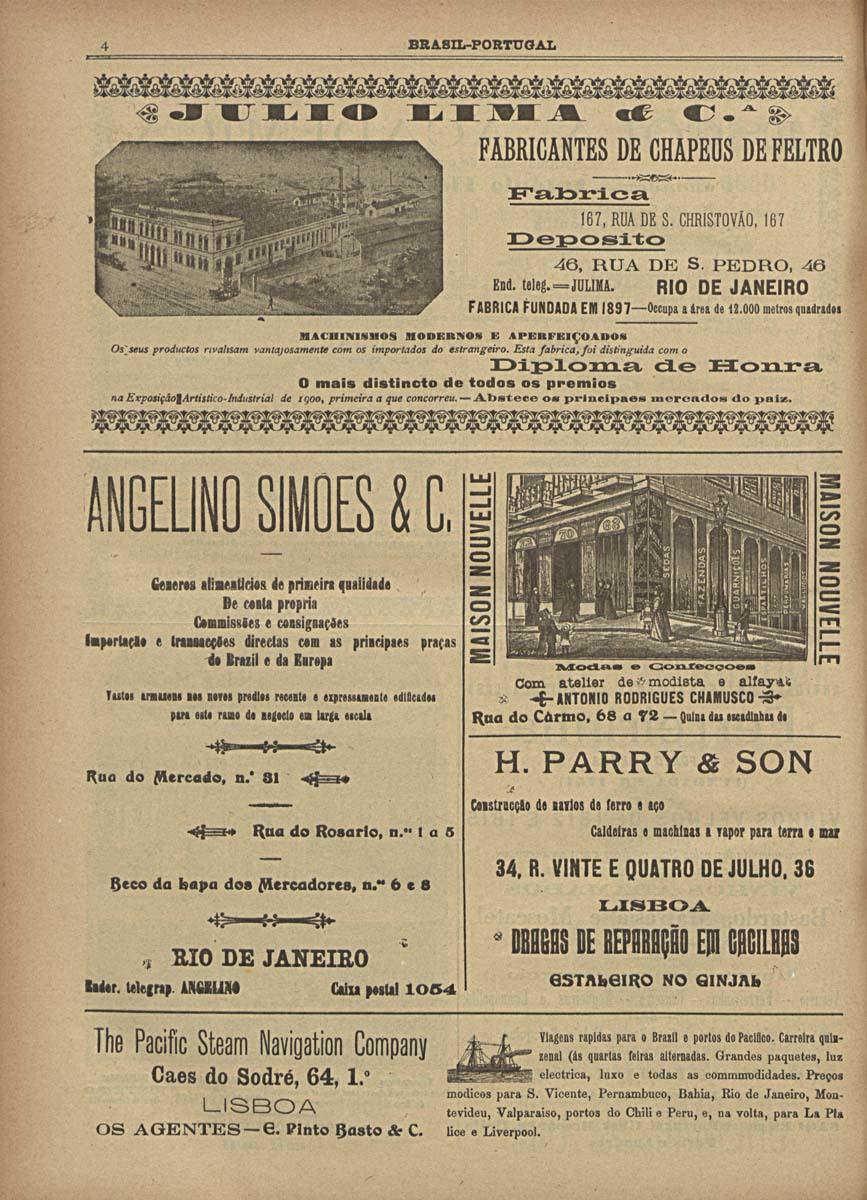 4
BRASIL-PORTUGAL
JULIO LIMA & C.ᴬ
FABRICANTES DE CHAPEUS DE FELTRO
Fabrica
167, RUA DE S. CHRISTOVÃO, 167
Deposito
46, RUA DE S. PEDRO, 46
End. teleg.=JULIMA. RIO DE JANEIRO
FABRICA FUNDADA EM 1897—Occupa a área de 12.000 metros quadrados
MACHINISMOS MODERNOS E APERFEIÇOADOS
Os seus productos rivalisam vantajosamente com os importados do estrangeiro. Esta fabrica, foi distinguida com o
Diploma de Honra
O mais distincto de todos os premios
na Exposição Artistico-Industrial de 1900, primeira a que concorreu.—Abstece os principaes mercados do paiz.
ANGELINO SIMÕES & C.
Generos alimenticios de primeira qualidade
De conta propria
Commissões e consignações
Importação e transacções directas com as principaes praças
do Brazil e da Europa
Vastos armazens nos novos predios recente e expressamente edificados
para este ramo de negocio em larga escala
Rua do Mercado, n.º 31
Rua do Rosario, n.ᵒˢ 1 a 5
Beco da Lapa dos Mercadores, n.ᵒˢ 6 e 8
RIO DE JANEIRO
Ender. telegrap. ANGELINO Caixa postal 1054
MAISON NOUVELLE
70
68
SEDAS
FAZENDAS
GUARNIÇÕES
ESPARTILHOS
MAISON NOUVELLE
Modas e Confecções
Com atelier de modista e alfayate
ANTONIO RODRIGUES CHAMUSCO
Rua do Cármo, 68 a 72 — Quina das escadinhas de
H. PARRY & SON
Construcção de navios de ferro e aço
Caldeiras e machinas a vapor para terra e mar
34, R. VINTE E QUATRO DE JULHO, 36
LISBOA
DRAGAS DE REPARAÇÃO EM CACILHAS
ESTALEIRO NO GINJAL
The Pacific Steam Navigation Company
Caes do Sodré, 64, 1.º
LISBOA
OS AGENTES—E. Pinto Basto & C.
Viagens rapidas para o Brazil e portos do Pacifico. Carreira quin-
zenal (ás quartas feiras alternadas. Grandes paquetes, luz
electrica, luxo e todas as commmodidades. Preços
modicos para S. Vicente, Pernambuco, Bahia, Rio de Janeiro, Mon-
tevideu, Valparaiso, portos do Chili e Peru, e, na volta, para La Pla
lice e Liverpool.